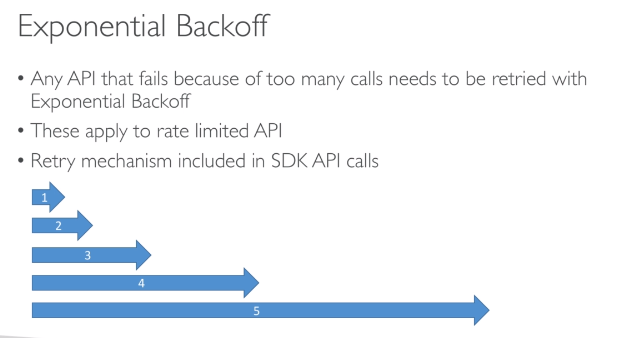 Exponential Backoff
• Any API that fails because of too many calls needs to be retried with
Exponential Backoff
• These apply to rate limited API
• Retry mechanism included in SDK API calls
1
2
3
4
5